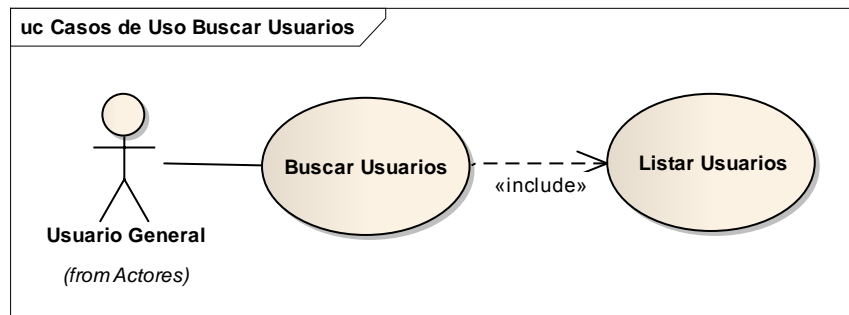 uc Casos de Uso Buscar Usuarios
Buscar Usuarios
Listar Usuarios
«include»
Usuario General
(from Actores)